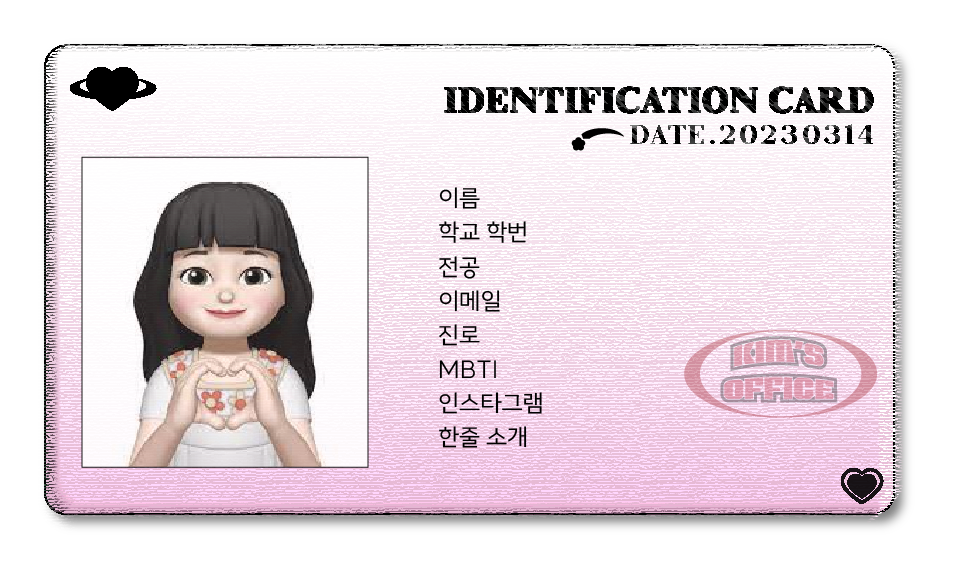 IDENTIFICATION CARD
DATE.20230314
이름
학교 학번
전공
이메일
진로
MBTI
인스타그램
한줄 소개
KIM'S
OFFICE